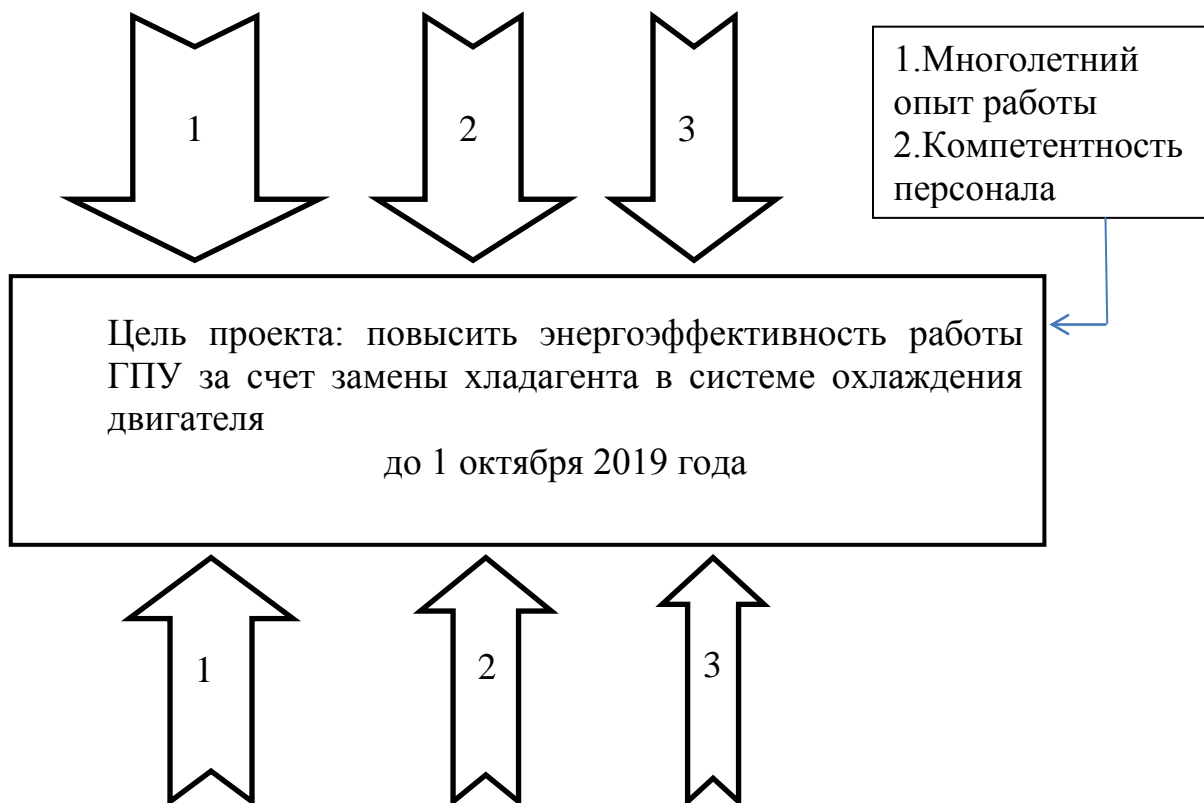 1
2
3
1.Многолетний
опыт работы
2.Компетентность
персонала
Цель проекта: повысить энергоэффективность работы
ГПУ за счет замены хладагента в системе охлаждения
двигателя
до 1 октября 2019 года
1
2
3